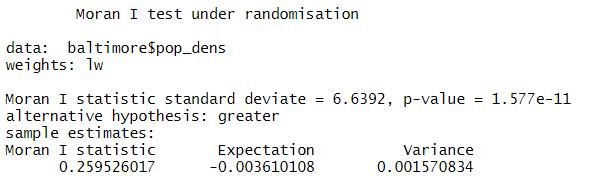 Moran I test under randomisation
data: baltimore$pop_dens
weights: lw
Moran I statistic standard deviate = 6.6392, p-value = 1.577e-11
alternative hypothesis: greater
sample estimates:
Moran I statistic Expectation Variance
0.259526017 -0.003610108 0.001570834